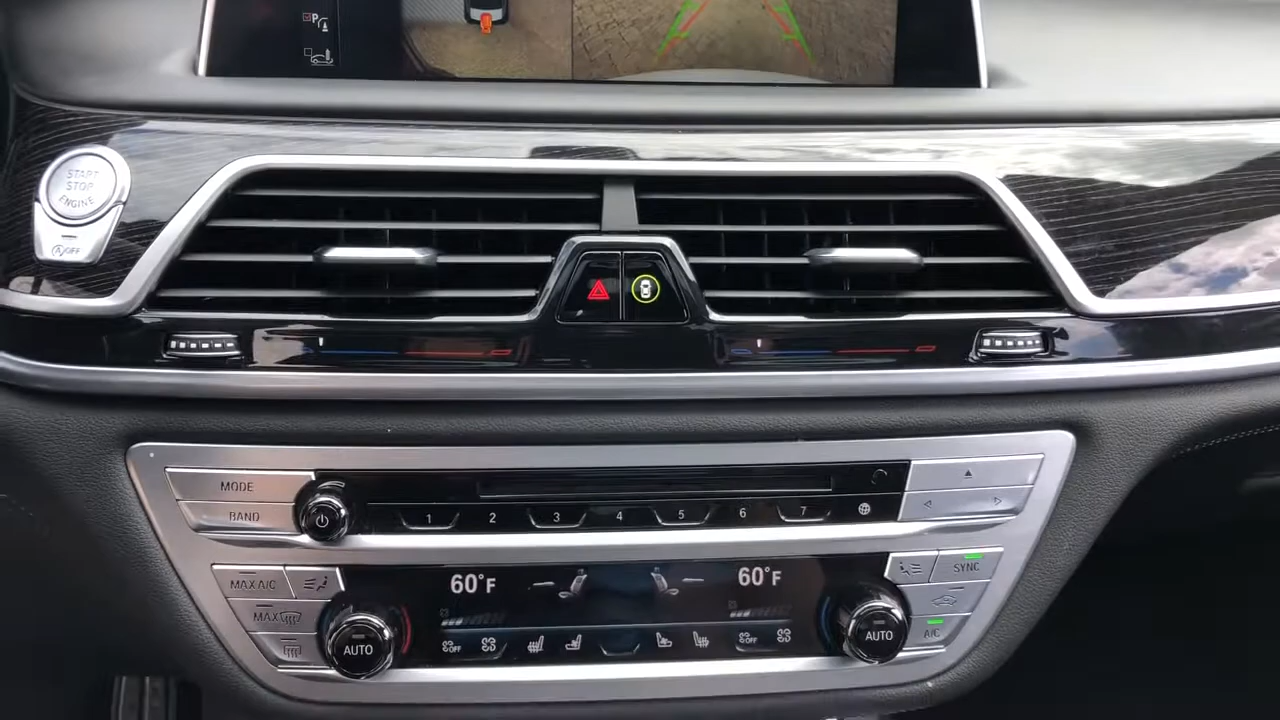 P
START
STOP
ENGINE
A OFF
MODE
BAND
1 2 3 4 5 6 7
MAX A/C
60°F
60°F
SYNC
MAX
AUTO
OFF
OFF
AUTO
A/C